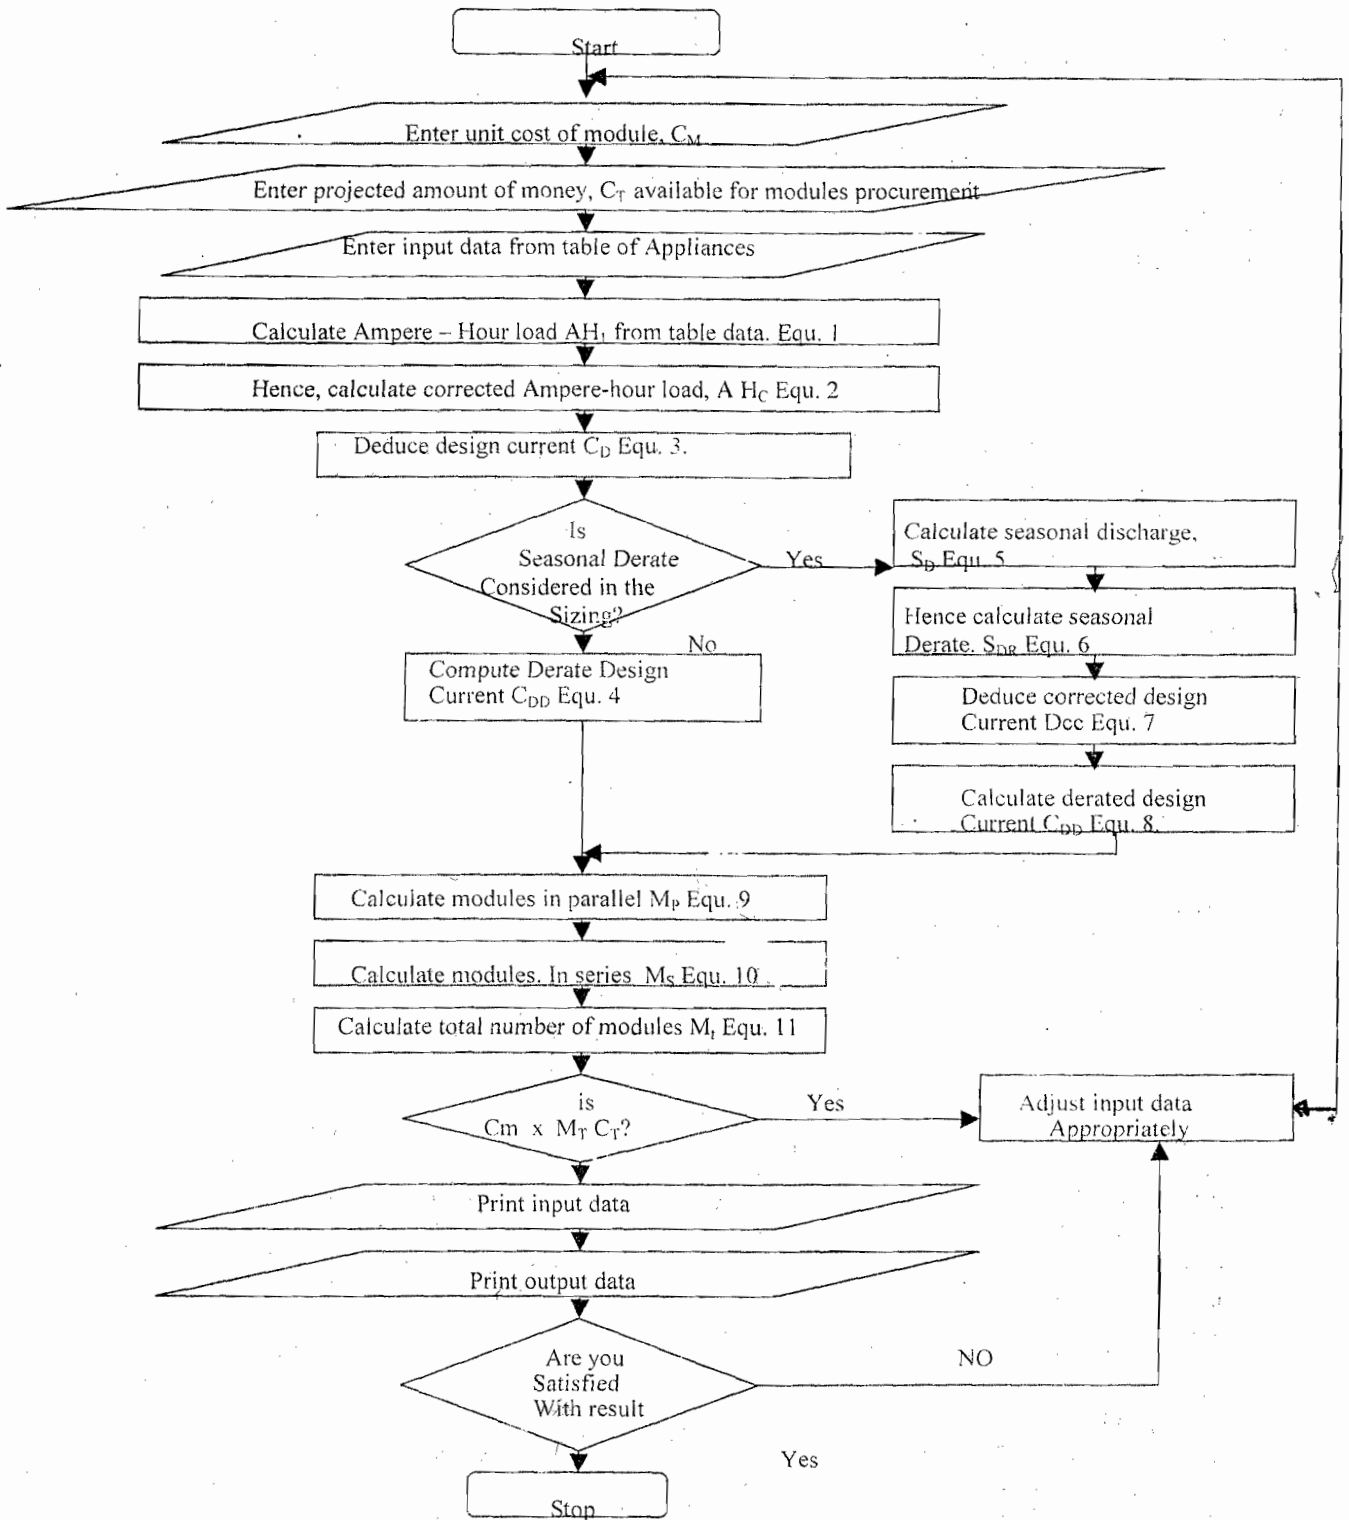 Start
Enter unit cost of module, C_M
Enter projected amount of money, C_T available for modules procurement
Enter input data from table of Appliances
Calculate Ampere – Hour load AH_l from table data. Equ. 1
Hence, calculate corrected Ampere-hour load, A H_C Equ. 2
Deduce design current C_D Equ. 3.
Is
Seasonal Derate
Considered in the
Sizing?
Yes
No
Calculate seasonal discharge,
S_D Equ. 5
Hence calculate seasonal
Derate. S_DR Equ. 6
Deduce corrected design
Current Dcc Equ. 7
Calculate derated design
Current C_DD Equ. 8.
Compute Derate Design
Current C_DD Equ. 4
Calculate modules in parallel M_P Equ. 9
Calculate modules. In series M_S Equ. 10
Calculate total number of modules M_t Equ. 11
is
Cm x M_T C_T?
Yes
Adjust input data
Appropriately
Print input data
Print output data
Are you
Satisfied
With result
NO
Yes
Stop